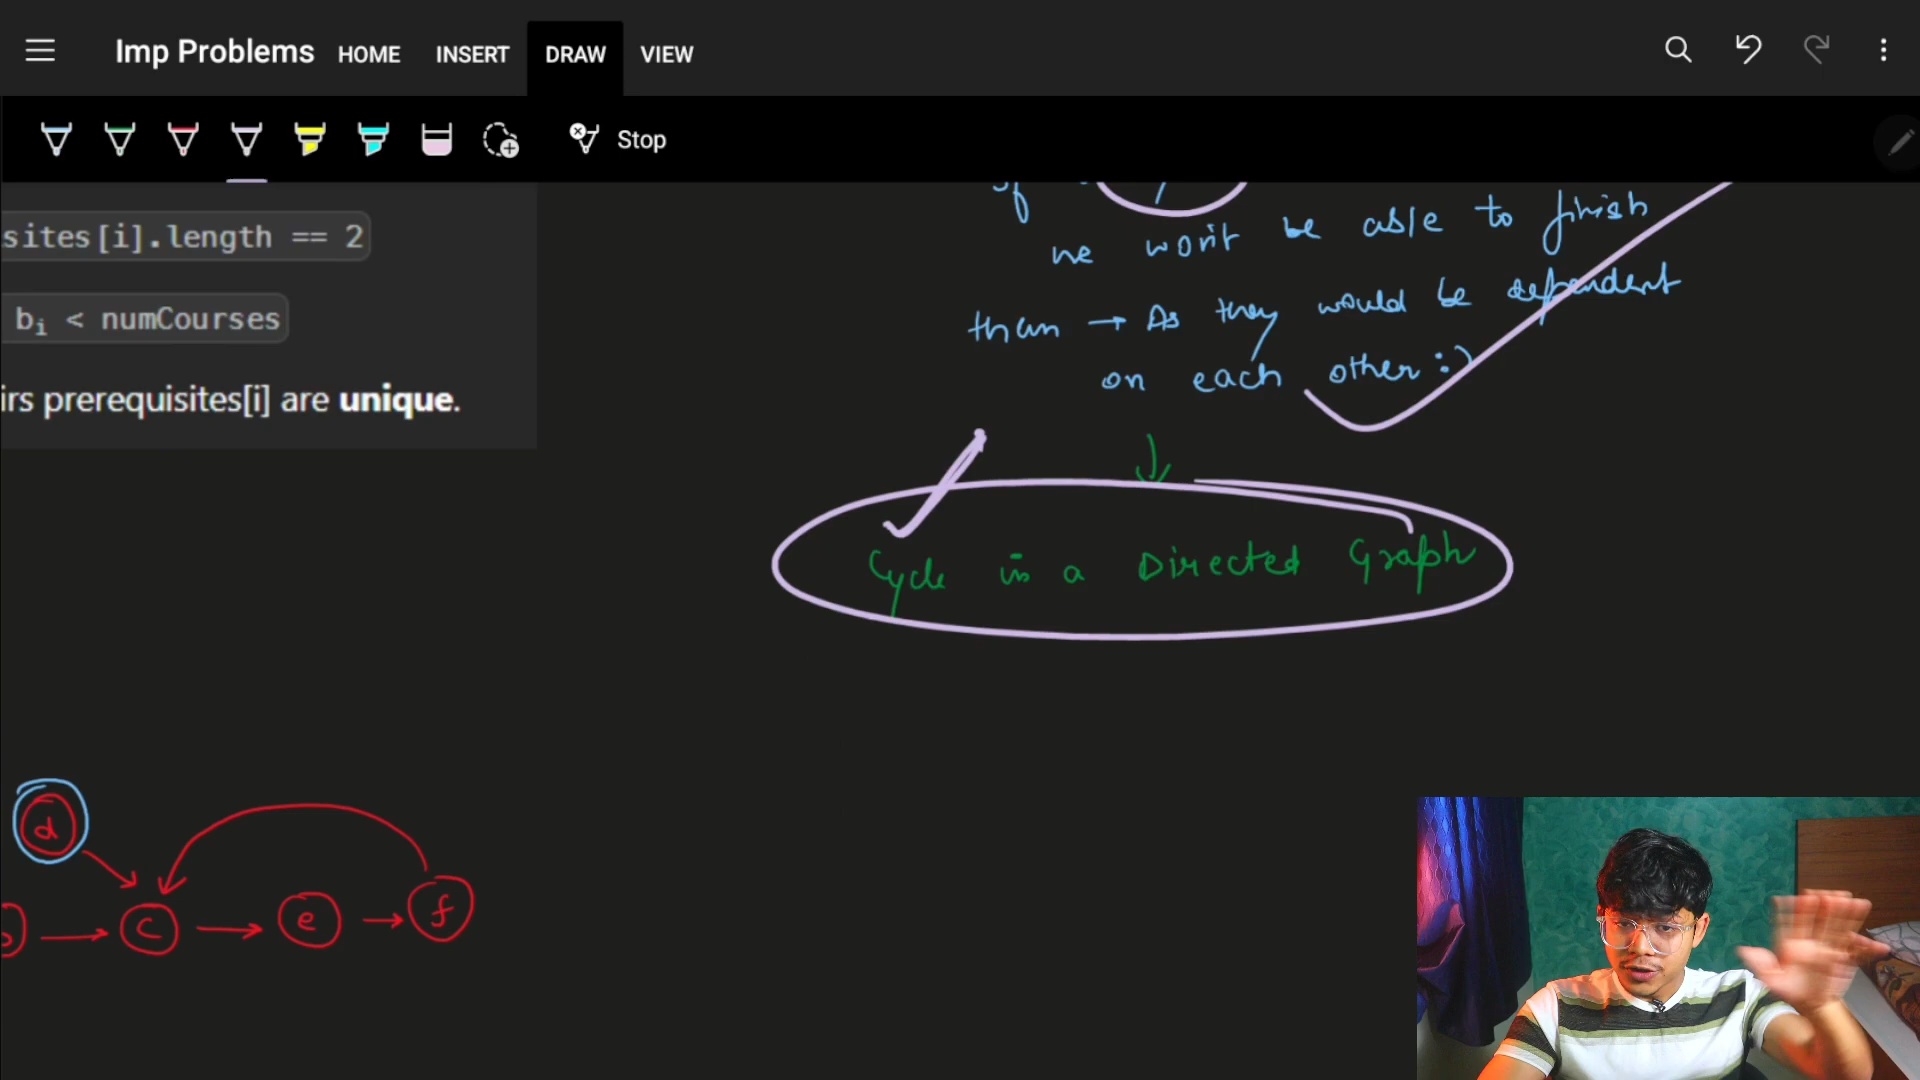 Imp Problems HOME INSERT DRAW VIEW
Stop
sites[i].length == 2
bi < numCourses
irs prerequisites[i] are unique.
we won't be able to finish
them → As they would be dependent
on each other :)
Cycle in a Directed Graph
d
b → c → e → f